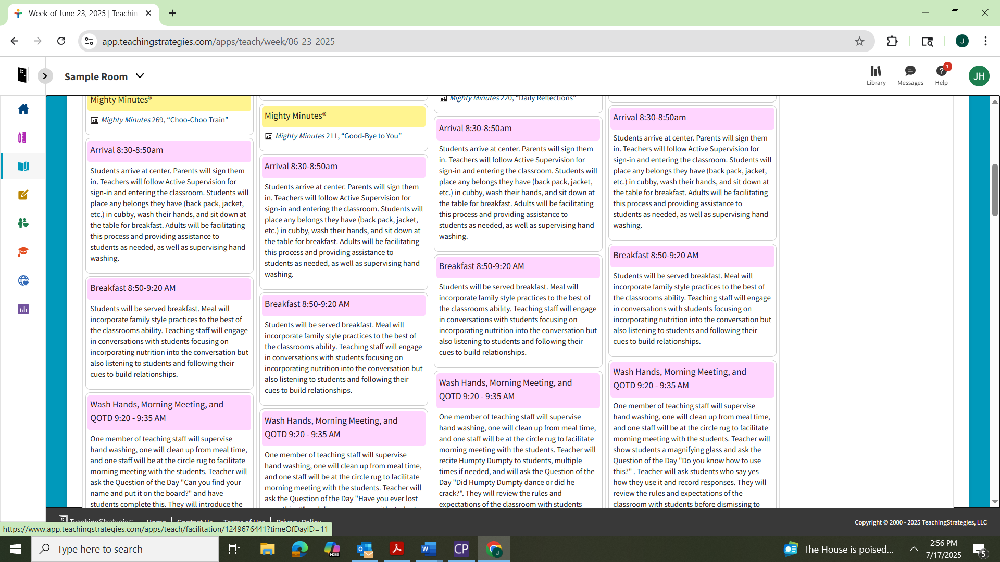 Week of June 23, 2025 | Teachin
app.teachingstrategies.com/apps/teach/week/06-23-2025
J
Sample Room
Library
Messages
1
Help
JH
Mighty Minutes®
Mighty Minutes 269, “Choo-Choo Train”
Arrival 8:30-8:50am
Students arrive at center. Parents will sign them
in. Teachers will follow Active Supervision for
sign-in and entering the classroom. Students will
place any belongs they have (back pack, jacket,
etc.) in cubby, wash their hands, and sit down at
the table for breakfast. Adults will be facilitating
this process and providing assistance to
students as needed, as well as supervising hand
washing.
Breakfast 8:50-9:20 AM
Students will be served breakfast. Meal will
incorporate family style practices to the best of
the classrooms ability. Teaching staff will engage
in conversations with students focusing on
incorporating nutrition into the conversation but
also listening to students and following their
cues to build relationships.
Wash Hands, Morning Meeting, and
QOTD 9:20 - 9:35 AM
One member of teaching staff will supervise
hand washing, one will clean up from meal time,
and one staff will be at the circle rug to facilitate
morning meeting with the students. Teacher will
ask the Question of the Day "Can you find your
name and put it on the board?" and have
students complete this. They will introduce the
Mighty Minutes®
Mighty Minutes 211, “Good-Bye to You”
Arrival 8:30-8:50am
Students arrive at center. Parents will sign them
in. Teachers will follow Active Supervision for
sign-in and entering the classroom. Students will
place any belongs they have (back pack, jacket,
etc.) in cubby, wash their hands, and sit down at
the table for breakfast. Adults will be facilitating
this process and providing assistance to
students as needed, as well as supervising hand
washing.
Breakfast 8:50-9:20 AM
Students will be served breakfast. Meal will
incorporate family style practices to the best of
the classrooms ability. Teaching staff will engage
in conversations with students focusing on
incorporating nutrition into the conversation but
also listening to students and following their
cues to build relationships.
Wash Hands, Morning Meeting, and
QOTD 9:20 - 9:35 AM
One member of teaching staff will supervise
hand washing, one will clean up from meal time,
and one staff will be at the circle rug to facilitate
morning meeting with the students. Teacher will
ask the Question of the Day "Have you ever lost
Mighty Minutes 220, “Daily Reflections”
Arrival 8:30-8:50am
Students arrive at center. Parents will sign them
in. Teachers will follow Active Supervision for
sign-in and entering the classroom. Students will
place any belongs they have (back pack, jacket,
etc.) in cubby, wash their hands, and sit down at
the table for breakfast. Adults will be facilitating
this process and providing assistance to
students as needed, as well as supervising hand
washing.
Breakfast 8:50-9:20 AM
Students will be served breakfast. Meal will
incorporate family style practices to the best of
the classrooms ability. Teaching staff will engage
in conversations with students focusing on
incorporating nutrition into the conversation but
also listening to students and following their
cues to build relationships.
Wash Hands, Morning Meeting, and
QOTD 9:20 - 9:35 AM
One member of teaching staff will supervise
hand washing, one will clean up from meal time,
and one staff will be at the circle rug to facilitate
morning meeting with the students. Teacher will
recite Humpty Dumpty to students, multiple
times if needed, and will ask the Question of the
Day "Did Humpty Dumpty dance or did he
crack?". They will review the rules and
expectations of the classroom with students
Arrival 8:30-8:50am
Students arrive at center. Parents will sign them
in. Teachers will follow Active Supervision for
sign-in and entering the classroom. Students will
place any belongs they have (back pack, jacket,
etc.) in cubby, wash their hands, and sit down at
the table for breakfast. Adults will be facilitating
this process and providing assistance to
students as needed, as well as supervising hand
washing.
Breakfast 8:50-9:20 AM
Students will be served breakfast. Meal will
incorporate family style practices to the best of
the classrooms ability. Teaching staff will engage
in conversations with students focusing on
incorporating nutrition into the conversation but
also listening to students and following their
cues to build relationships.
Wash Hands, Morning Meeting, and
QOTD 9:20 - 9:35 AM
One member of teaching staff will supervise
hand washing, one will clean up from meal time,
and one staff will be at the circle rug to facilitate
morning meeting with the students. Teacher will
show students a magnifying glass and ask the
Question of the Day "Do you know how to use
this?" . Teacher will ask students who say yes
how they use it and record responses. They will
review the rules and expectations of the
classroom with students before dismissing to
TeachingStrategies® Home Contact Us Terms of Use Privacy Policy
Copyright © 2000 - 2025 TeachingStrategies, LLC
https://www.app.teachingstrategies.com/apps/teach/facilitation/1249676441?timeOfDayID=11
Type here to search
M365
CP
J
The House is poised...
2:56 PM
7/17/2025
5